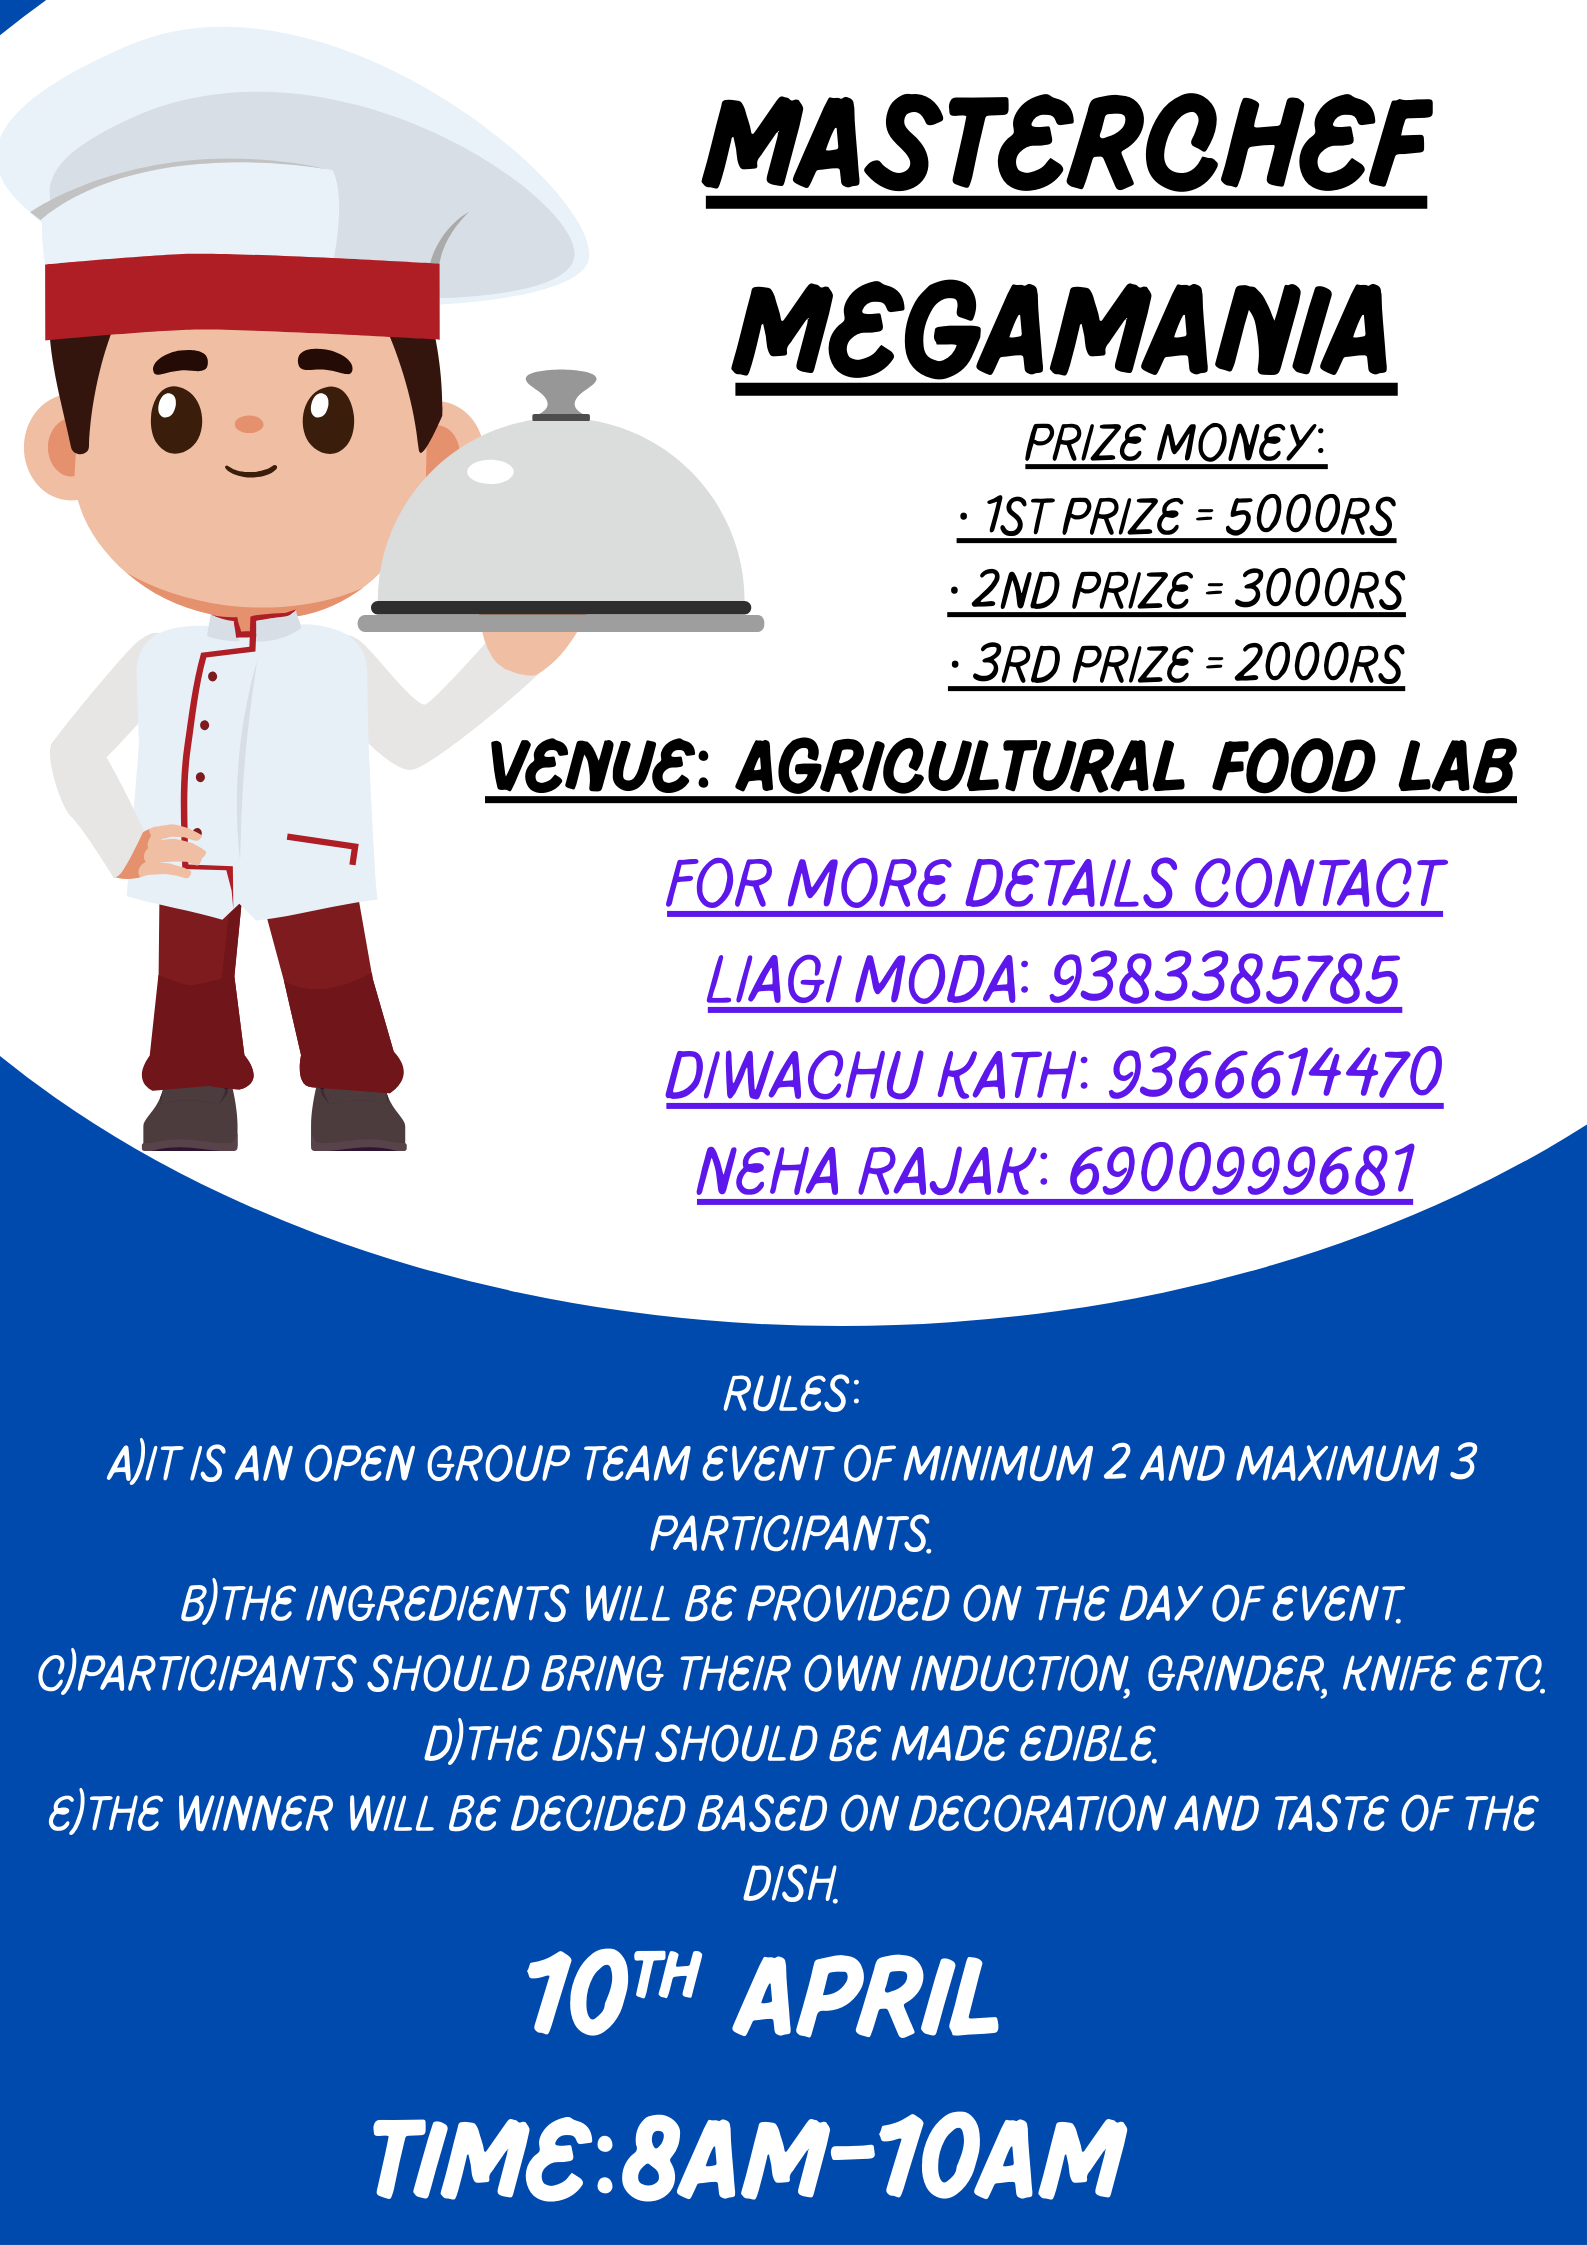 MASTERCHEF
MEGAMANIA
PRIZE MONEY:
• 1ST PRIZE = 5000RS
• 2ND PRIZE = 3000RS
• 3RD PRIZE = 2000RS
VENUE: AGRICULTURAL FOOD LAB
FOR MORE DETAILS CONTACT
LIAGI MODA: 9383385785
DIWACHU KATH: 9366614470
NEHA RAJAK: 6900999681
RULES:
A)IT IS AN OPEN GROUP TEAM EVENT OF MINIMUM 2 AND MAXIMUM 3
PARTICIPANTS.
B)THE INGREDIENTS WILL BE PROVIDED ON THE DAY OF EVENT.
C)PARTICIPANTS SHOULD BRING THEIR OWN INDUCTION, GRINDER, KNIFE ETC.
D)THE DISH SHOULD BE MADE EDIBLE.
E)THE WINNER WILL BE DECIDED BASED ON DECORATION AND TASTE OF THE
DISH.
10TH APRIL
TIME:8AM-10AM